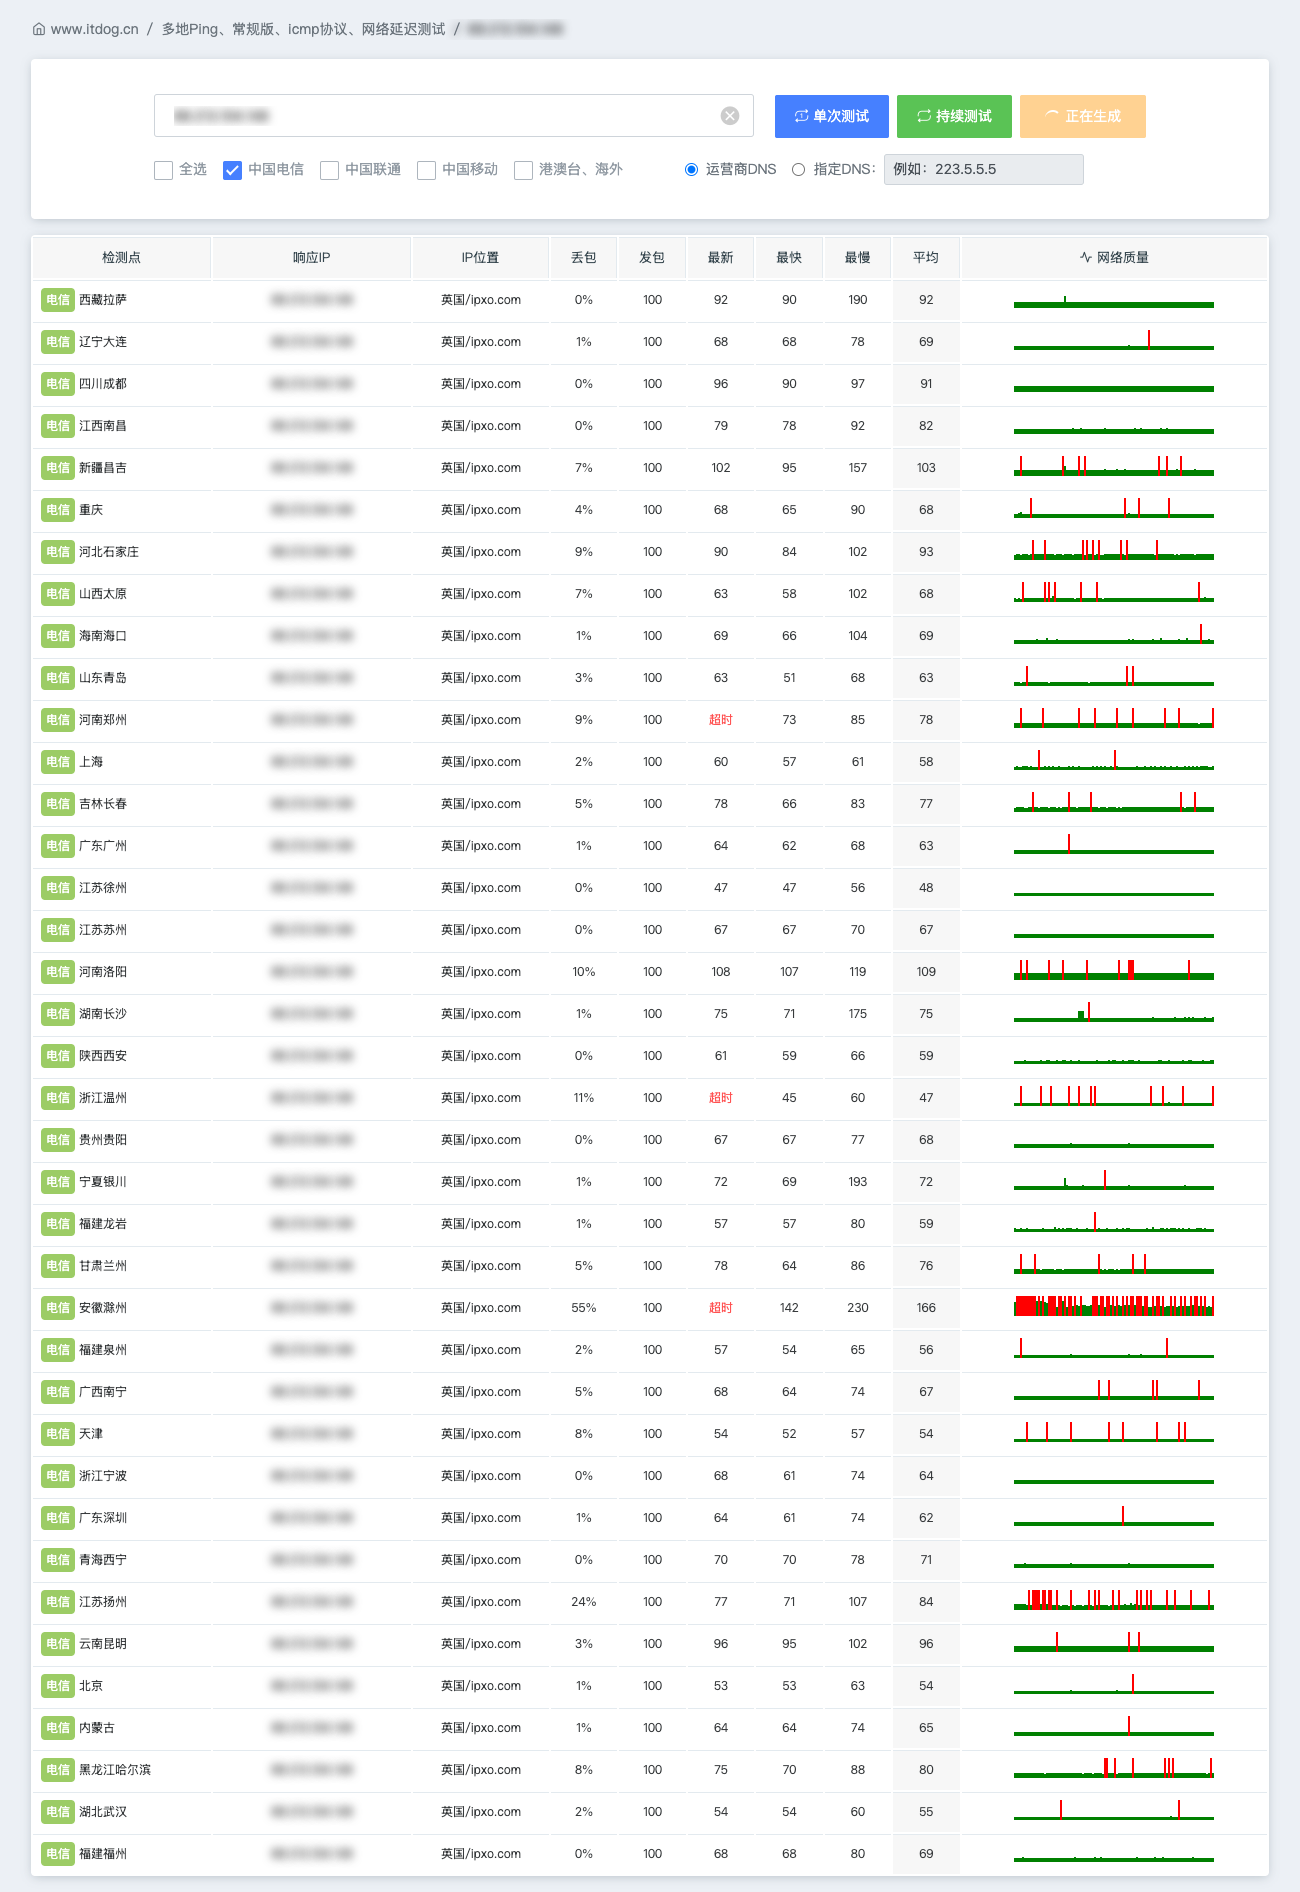 www.itdog.cn / 多地Ping、常规版、icmp协议、网络延迟测试 /
单次测试 持续测试 正在生成
全选 中国电信 中国联通 中国移动 港澳台、海外 运营商DNS 指定DNS: 例如：223.5.5.5
检测点 响应IP IP位置 丢包 发包 最新 最快 最慢 平均 网络质量
电信 西藏拉萨 英国/ipxo.com 0% 100 92 90 190 92
电信 辽宁大连 英国/ipxo.com 1% 100 68 68 78 69
电信 四川成都 英国/ipxo.com 0% 100 96 90 97 91
电信 江西南昌 英国/ipxo.com 0% 100 79 78 92 82
电信 新疆昌吉 英国/ipxo.com 7% 100 102 95 157 103
电信 重庆 英国/ipxo.com 4% 100 68 65 90 68
电信 河北石家庄 英国/ipxo.com 9% 100 90 84 102 93
电信 山西太原 英国/ipxo.com 7% 100 63 58 102 68
电信 海南海口 英国/ipxo.com 1% 100 69 66 104 69
电信 山东青岛 英国/ipxo.com 3% 100 63 51 68 63
电信 河南郑州 英国/ipxo.com 9% 100 超时 73 85 78
电信 上海 英国/ipxo.com 2% 100 60 57 61 58
电信 吉林长春 英国/ipxo.com 5% 100 78 66 83 77
电信 广东广州 英国/ipxo.com 1% 100 64 62 68 63
电信 江苏徐州 英国/ipxo.com 0% 100 47 47 56 48
电信 江苏苏州 英国/ipxo.com 0% 100 67 67 70 67
电信 河南洛阳 英国/ipxo.com 10% 100 108 107 119 109
电信 湖南长沙 英国/ipxo.com 1% 100 75 71 175 75
电信 陕西西安 英国/ipxo.com 0% 100 61 59 66 59
电信 浙江温州 英国/ipxo.com 11% 100 超时 45 60 47
电信 贵州贵阳 英国/ipxo.com 0% 100 67 67 77 68
电信 宁夏银川 英国/ipxo.com 1% 100 72 69 193 72
电信 福建龙岩 英国/ipxo.com 1% 100 57 57 80 59
电信 甘肃兰州 英国/ipxo.com 5% 100 78 64 86 76
电信 安徽滁州 英国/ipxo.com 55% 100 超时 142 230 166
电信 福建泉州 英国/ipxo.com 2% 100 57 54 65 56
电信 广西南宁 英国/ipxo.com 5% 100 68 64 74 67
电信 天津 英国/ipxo.com 8% 100 54 52 57 54
电信 浙江宁波 英国/ipxo.com 0% 100 68 61 74 64
电信 广东深圳 英国/ipxo.com 1% 100 64 61 74 62
电信 青海西宁 英国/ipxo.com 0% 100 70 70 78 71
电信 江苏扬州 英国/ipxo.com 24% 100 77 71 107 84
电信 云南昆明 英国/ipxo.com 3% 100 96 95 102 96
电信 北京 英国/ipxo.com 1% 100 53 53 63 54
电信 内蒙古 英国/ipxo.com 1% 100 64 64 74 65
电信 黑龙江哈尔滨 英国/ipxo.com 8% 100 75 70 88 80
电信 湖北武汉 英国/ipxo.com 2% 100 54 54 60 55
电信 福建福州 英国/ipxo.com 0% 100 68 68 80 69